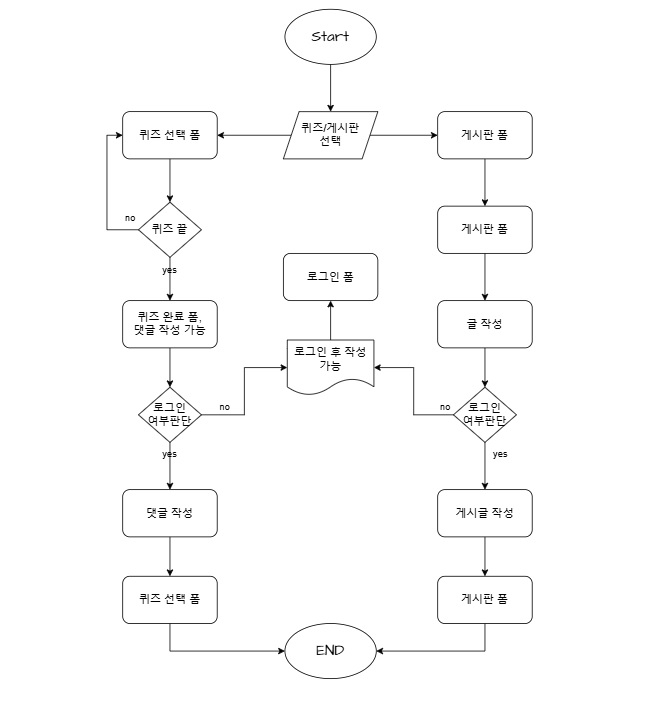 Start
퀴즈 선택 폼
퀴즈/게시판
선택
게시판 폼
no
퀴즈 끝
게시판 폼
yes
로그인 폼
퀴즈 완료 폼,
댓글 작성 가능
글 작성
로그인 후 작성
가능
로그인
여부판단
no
no
로그인
여부판단
yes
yes
댓글 작성
게시글 작성
퀴즈 선택 폼
게시판 폼
END